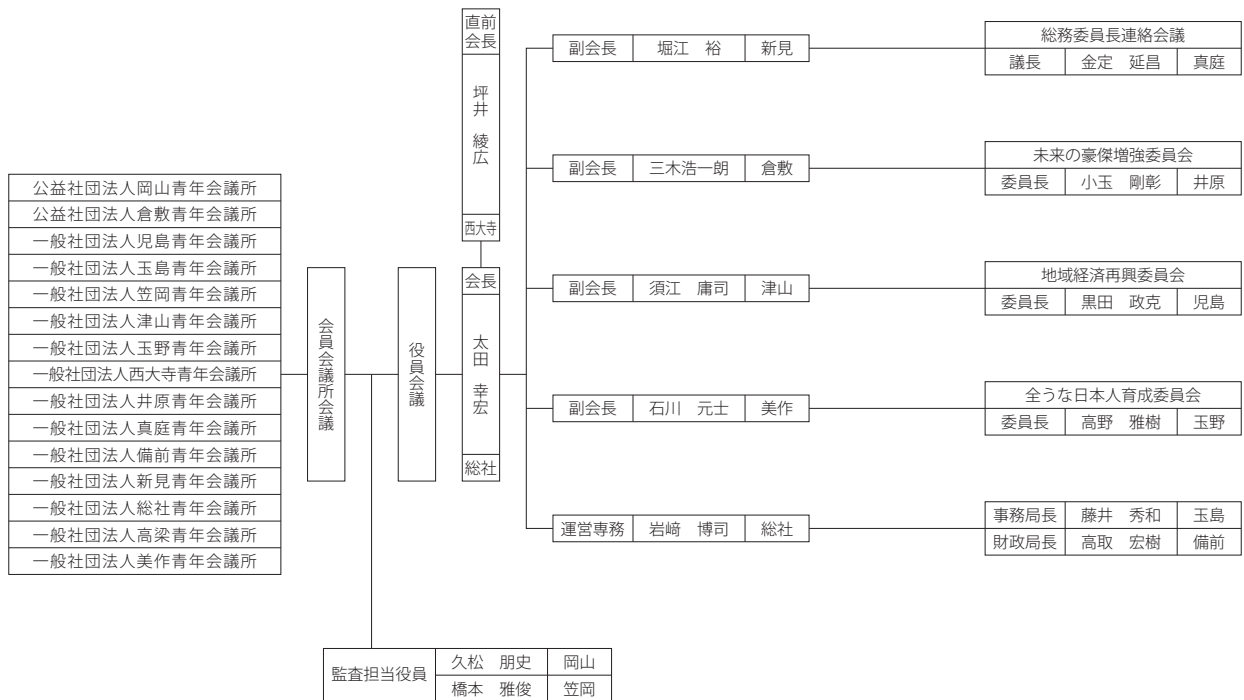 公益社団法人岡山青年会議所
公益社団法人倉敷青年会議所
一般社団法人児島青年会議所
一般社団法人玉島青年会議所
一般社団法人笠岡青年会議所
一般社団法人津山青年会議所
一般社団法人玉野青年会議所
一般社団法人西大寺青年会議所
一般社団法人井原青年会議所
一般社団法人真庭青年会議所
一般社団法人備前青年会議所
一般社団法人新見青年会議所
一般社団法人総社青年会議所
一般社団法人高梁青年会議所
一般社団法人美作青年会議所
会員会議所会議
役員会議
直前
会長
坪井 綾広
西大寺
会長
太田 幸宏
総社
副会長 堀江 裕 新見
総務委員長連絡会議
議長 金定 延昌 真庭
副会長 三木浩一朗 倉敷
未来の豪傑増強委員会
委員長 小玉 剛彰 井原
副会長 須江 庸司 津山
地域経済再興委員会
委員長 黒田 政克 児島
副会長 石川 元士 美作
全うな日本人育成委員会
委員長 高野 雅樹 玉野
運営専務 岩﨑 博司 総社
事務局長 藤井 秀和 玉島
財政局長 高取 宏樹 備前
監査担当役員
久松 朋史 岡山
橋本 雅俊 笠岡